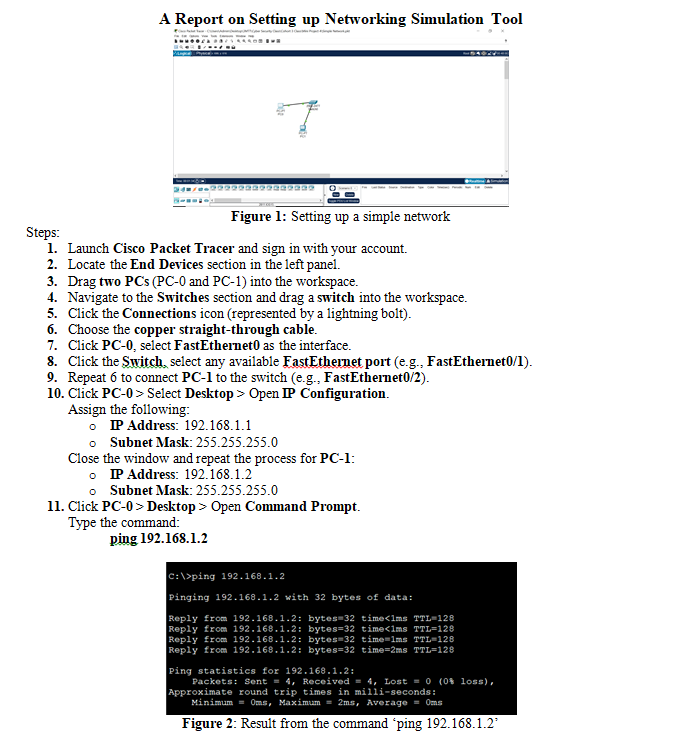 A Report on Setting up Networking Simulation Tool
Logical
Physical
Realtime
Simulation
Figure 1: Setting up a simple network
Steps:
1. Launch Cisco Packet Tracer and sign in with your account.
2. Locate the End Devices section in the left panel.
3. Drag two PCs (PC-0 and PC-1) into the workspace.
4. Navigate to the Switches section and drag a switch into the workspace.
5. Click the Connections icon (represented by a lightning bolt).
6. Choose the copper straight-through cable.
7. Click PC-0, select FastEthernet0 as the interface.
8. Click the Switch, select any available FastEthernet port (e.g., FastEthernet0/1).
9. Repeat 6 to connect PC-1 to the switch (e.g., FastEthernet0/2).
10. Click PC-0 > Select Desktop > Open IP Configuration.
Assign the following:
o IP Address: 192.168.1.1
o Subnet Mask: 255.255.255.0
Close the window and repeat the process for PC-1:
o IP Address: 192.168.1.2
o Subnet Mask: 255.255.255.0
11. Click PC-0 > Desktop > Open Command Prompt.
Type the command:
ping 192.168.1.2
C:\>ping 192.168.1.2
Pinging 192.168.1.2 with 32 bytes of data:
Reply from 192.168.1.2: bytes=32 time<1ms TTL=128
Reply from 192.168.1.2: bytes=32 time<1ms TTL=128
Reply from 192.168.1.2: bytes=32 time=1ms TTL=128
Reply from 192.168.1.2: bytes=32 time=2ms TTL=128
Ping statistics for 192.168.1.2:
Packets: Sent = 4, Received = 4, Lost = 0 (0% loss),
Approximate round trip times in milli-seconds:
Minimum = 0ms, Maximum = 2ms, Average = 0ms
Figure 2: Result from the command ‘ping 192.168.1.2’